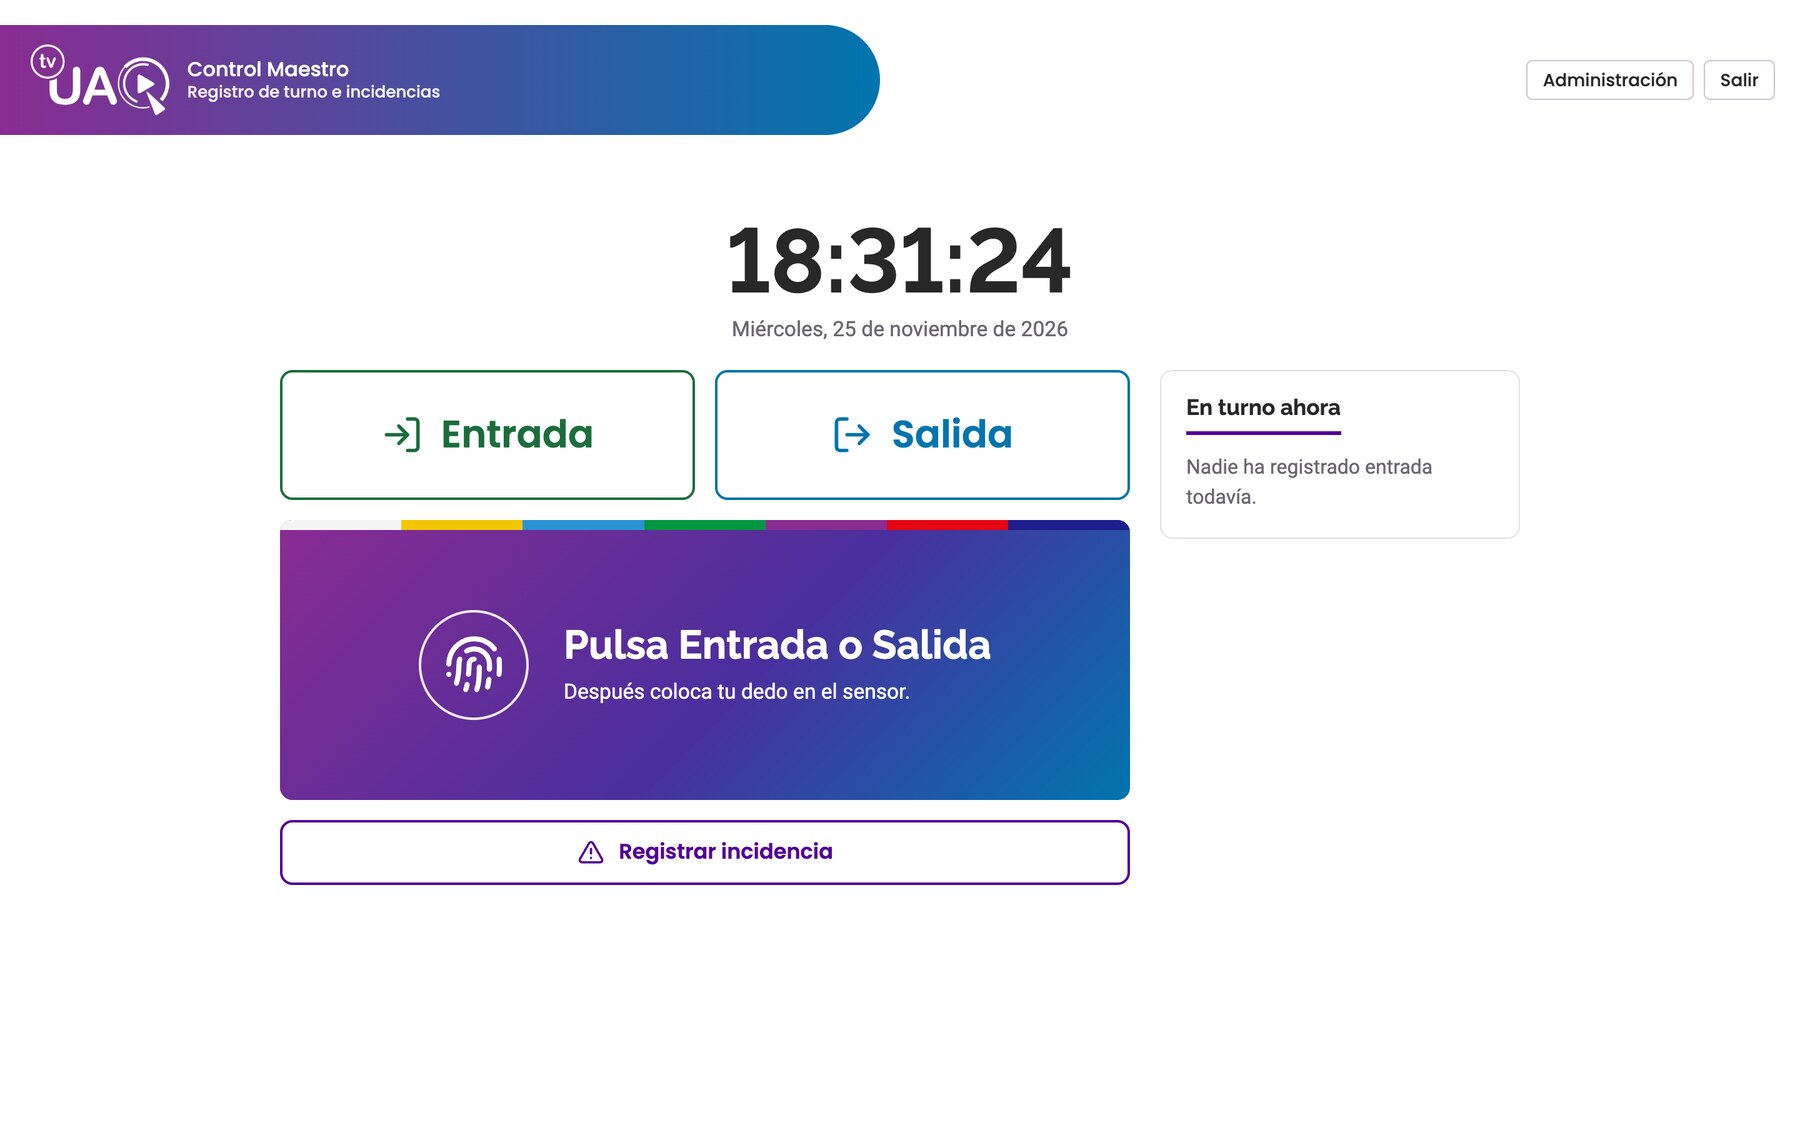 tv
UAQ
Control Maestro
Registro de turno e incidencias
Administración
Salir
18:31:24
Miércoles, 25 de noviembre de 2026
Entrada
Salida
En turno ahora
Nadie ha registrado entrada
todavía.
Pulsa Entrada o Salida
Después coloca tu dedo en el sensor.
Registrar incidencia